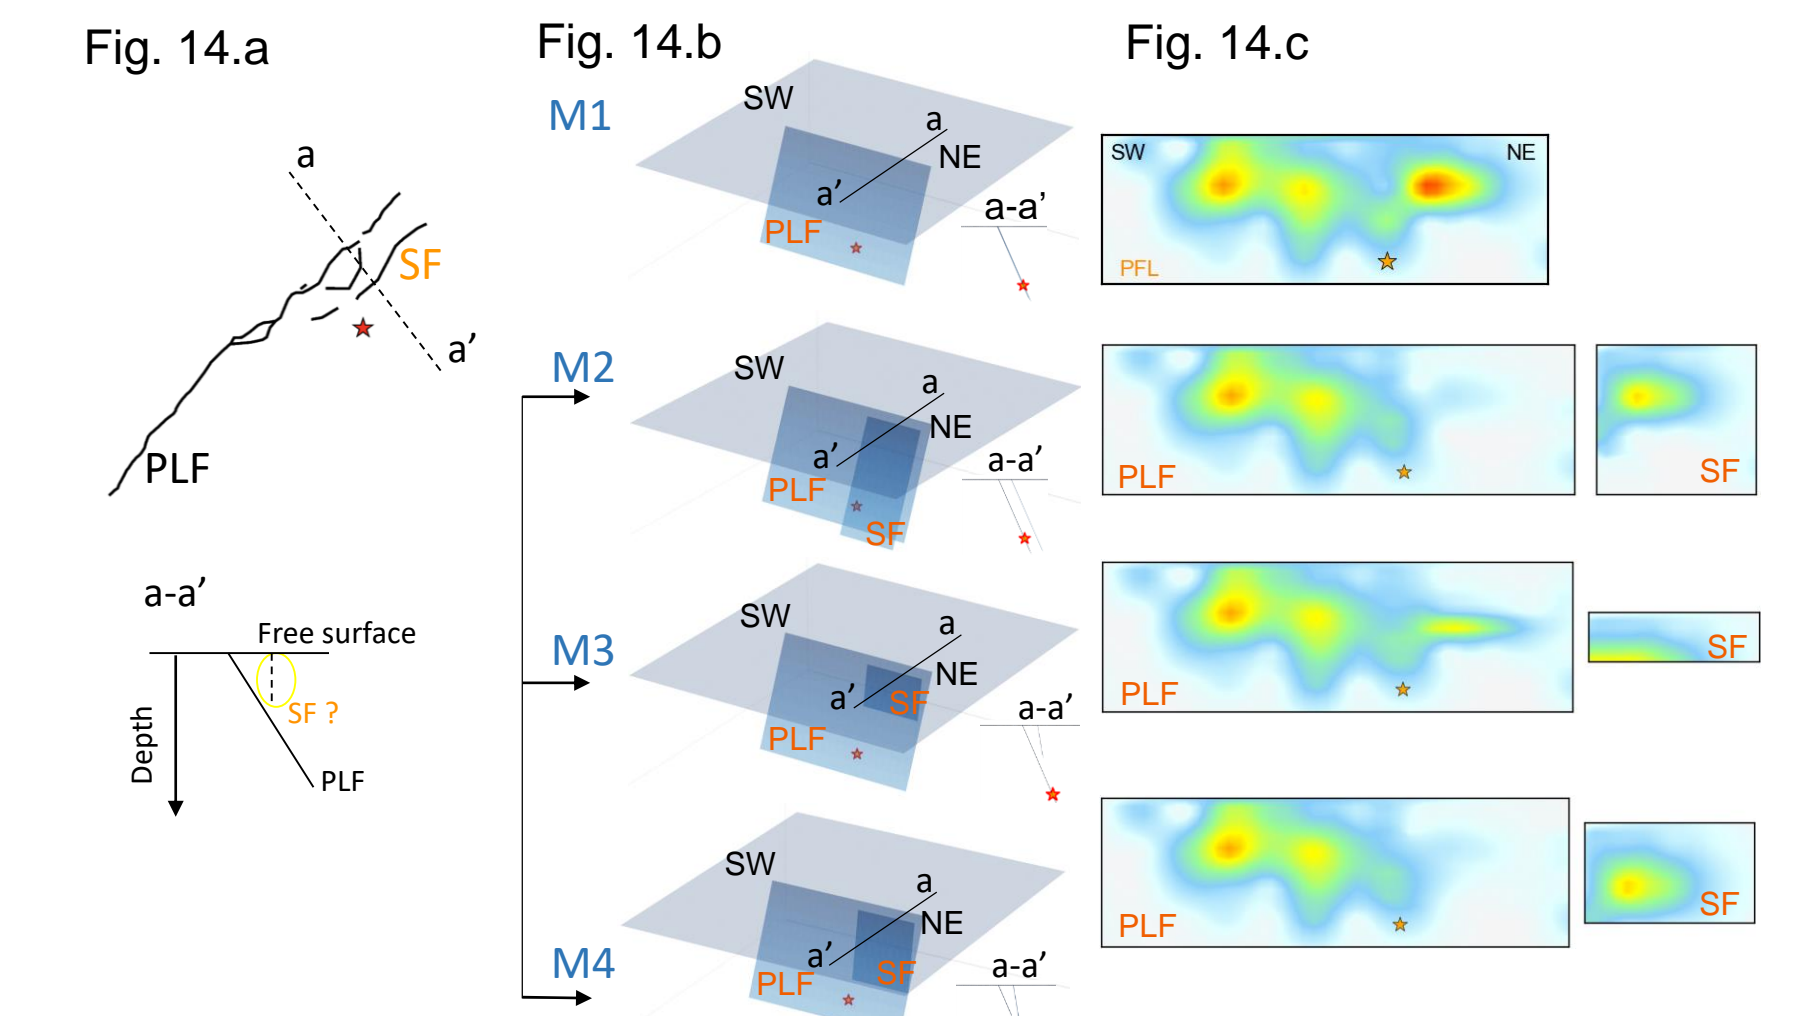 Fig. 14.a
a
SF
a’
PLF
a-a’
Free surface
SF ?
Depth
PLF
Fig. 14.b
M1
SW
a
NE
a’
PLF
a-a’
M2
SW
a
NE
a’
PLF
SF
a-a’
M3
SW
a
NE
a’
SF
PLF
a-a’
M4
SW
a
NE
a’
SF
PLF
a-a’
Fig. 14.c
SW
NE
PFL
PLF
SF
PLF
SF
PLF
SF